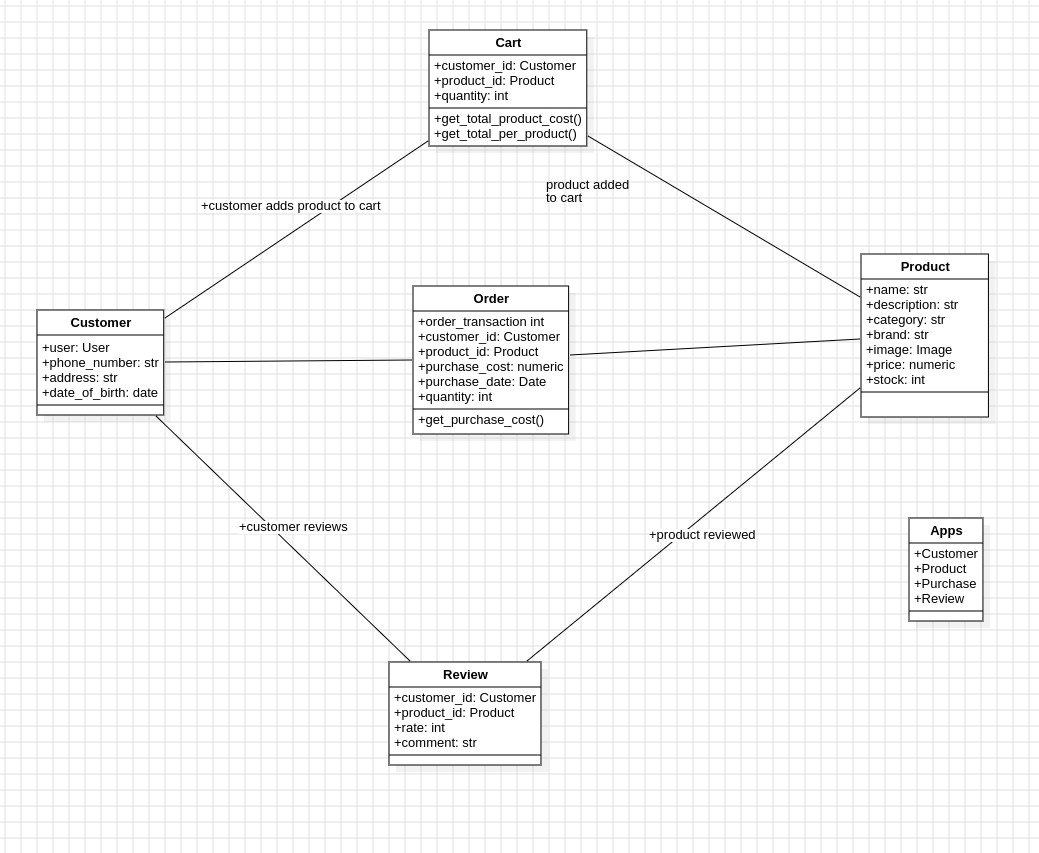 Cart
+customer_id: Customer
+product_id: Product
+quantity: int
+get_total_product_cost()
+get_total_per_product()
+customer adds product to cart
product added
to cart
Customer
+user: User
+phone_number: str
+address: str
+date_of_birth: date
Order
+order_transaction int
+customer_id: Customer
+product_id: Product
+purchase_cost: numeric
+purchase_date: Date
+quantity: int
+get_purchase_cost()
Product
+name: str
+description: str
+category: str
+brand: str
+image: Image
+price: numeric
+stock: int
+customer reviews
+product reviewed
Apps
+Customer
+Product
+Purchase
+Review
Review
+customer_id: Customer
+product_id: Product
+rate: int
+comment: str